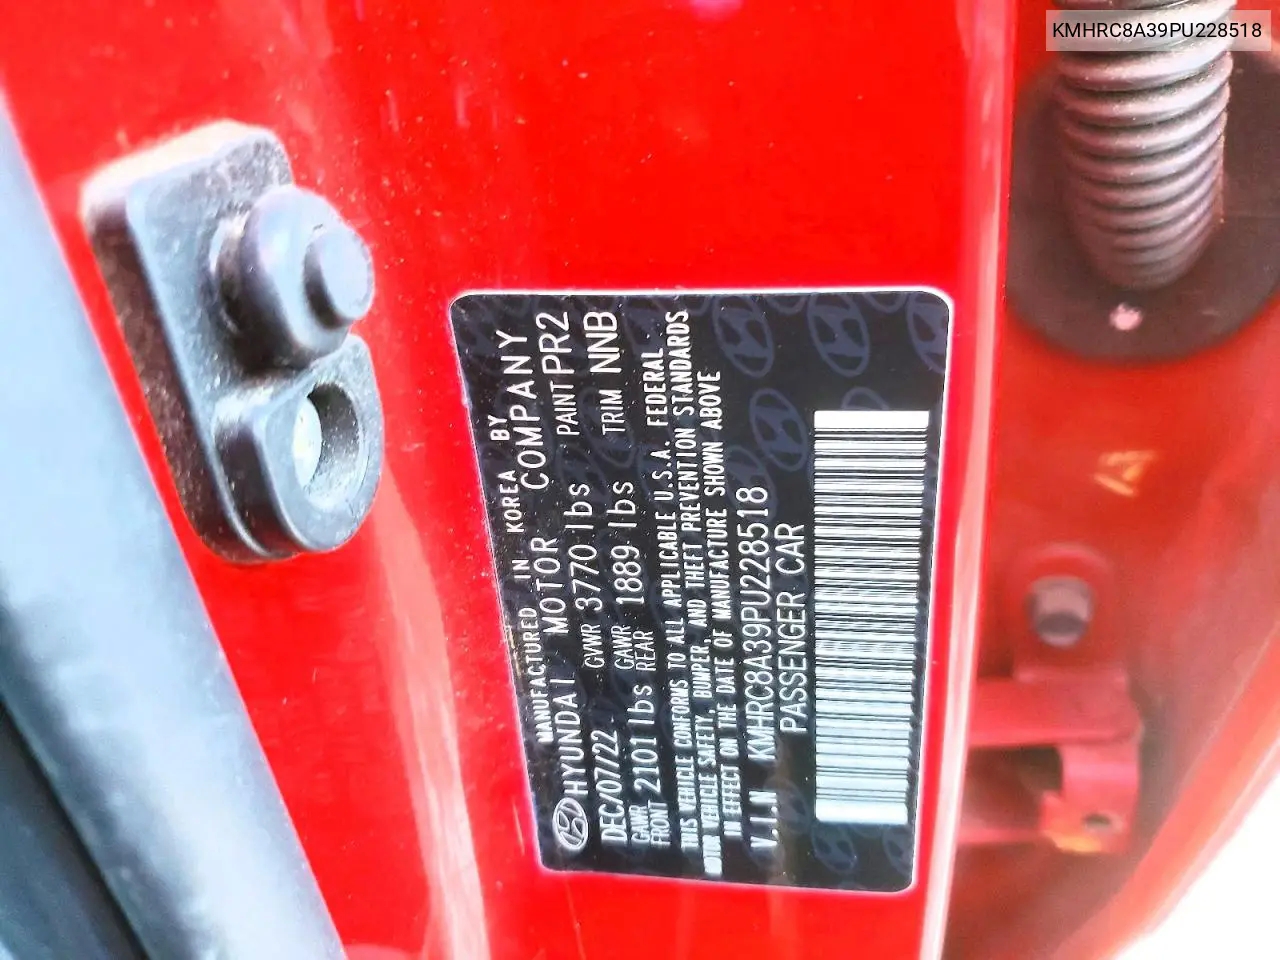 KMHRC8A39PU228518
MANUFACTURED IN KOREA BY
HYUNDAI MOTOR COMPANY
DEC/07/22 GVWR 3770 lbs PAINT PR2
GAWR FRONT 2101 lbs GAWR REAR 1889 lbs TRIM NNB
THIS VEHICLE CONFORMS TO ALL APPLICABLE U.S.A. FEDERAL
MOTOR VEHICLE SAFETY, BUMPER, AND THEFT PREVENTION STANDARDS
IN EFFECT ON THE DATE OF MANUFACTURE SHOWN ABOVE
V.I.N KMHRC8A39PU228518
PASSENGER CAR